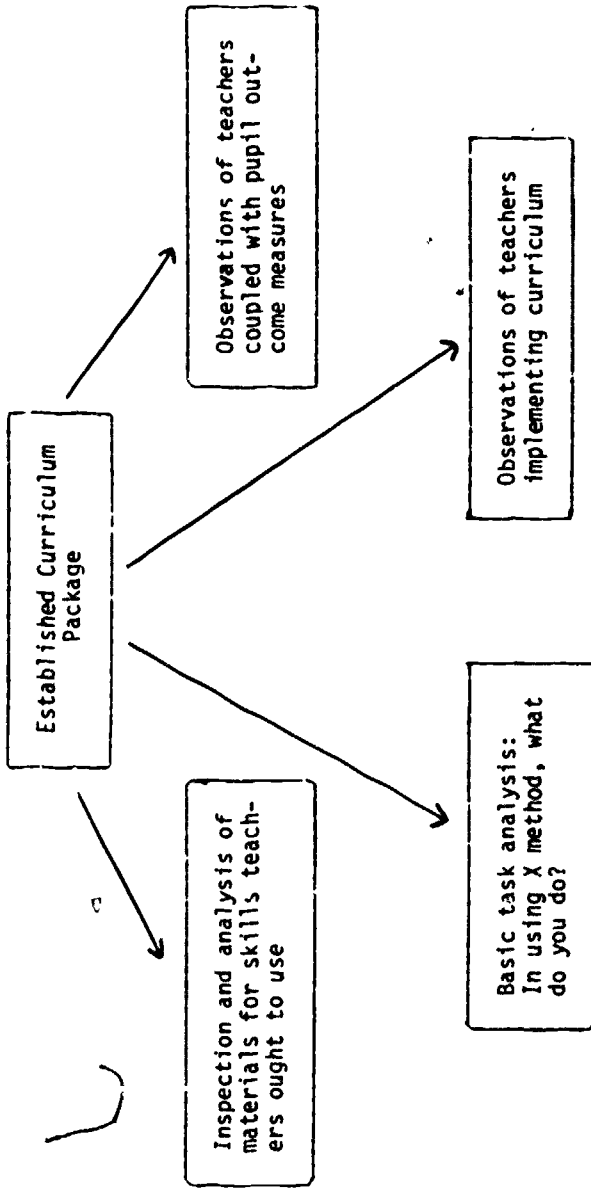 Established Curriculum
Package
Inspection and analysis of
materials for skills teach-
ers ought to use
Observations of teachers
coupled with pupil out-
come measures
Basic task analysis:
In using X method, what
do you do?
Observations of teachers
implementing curriculum